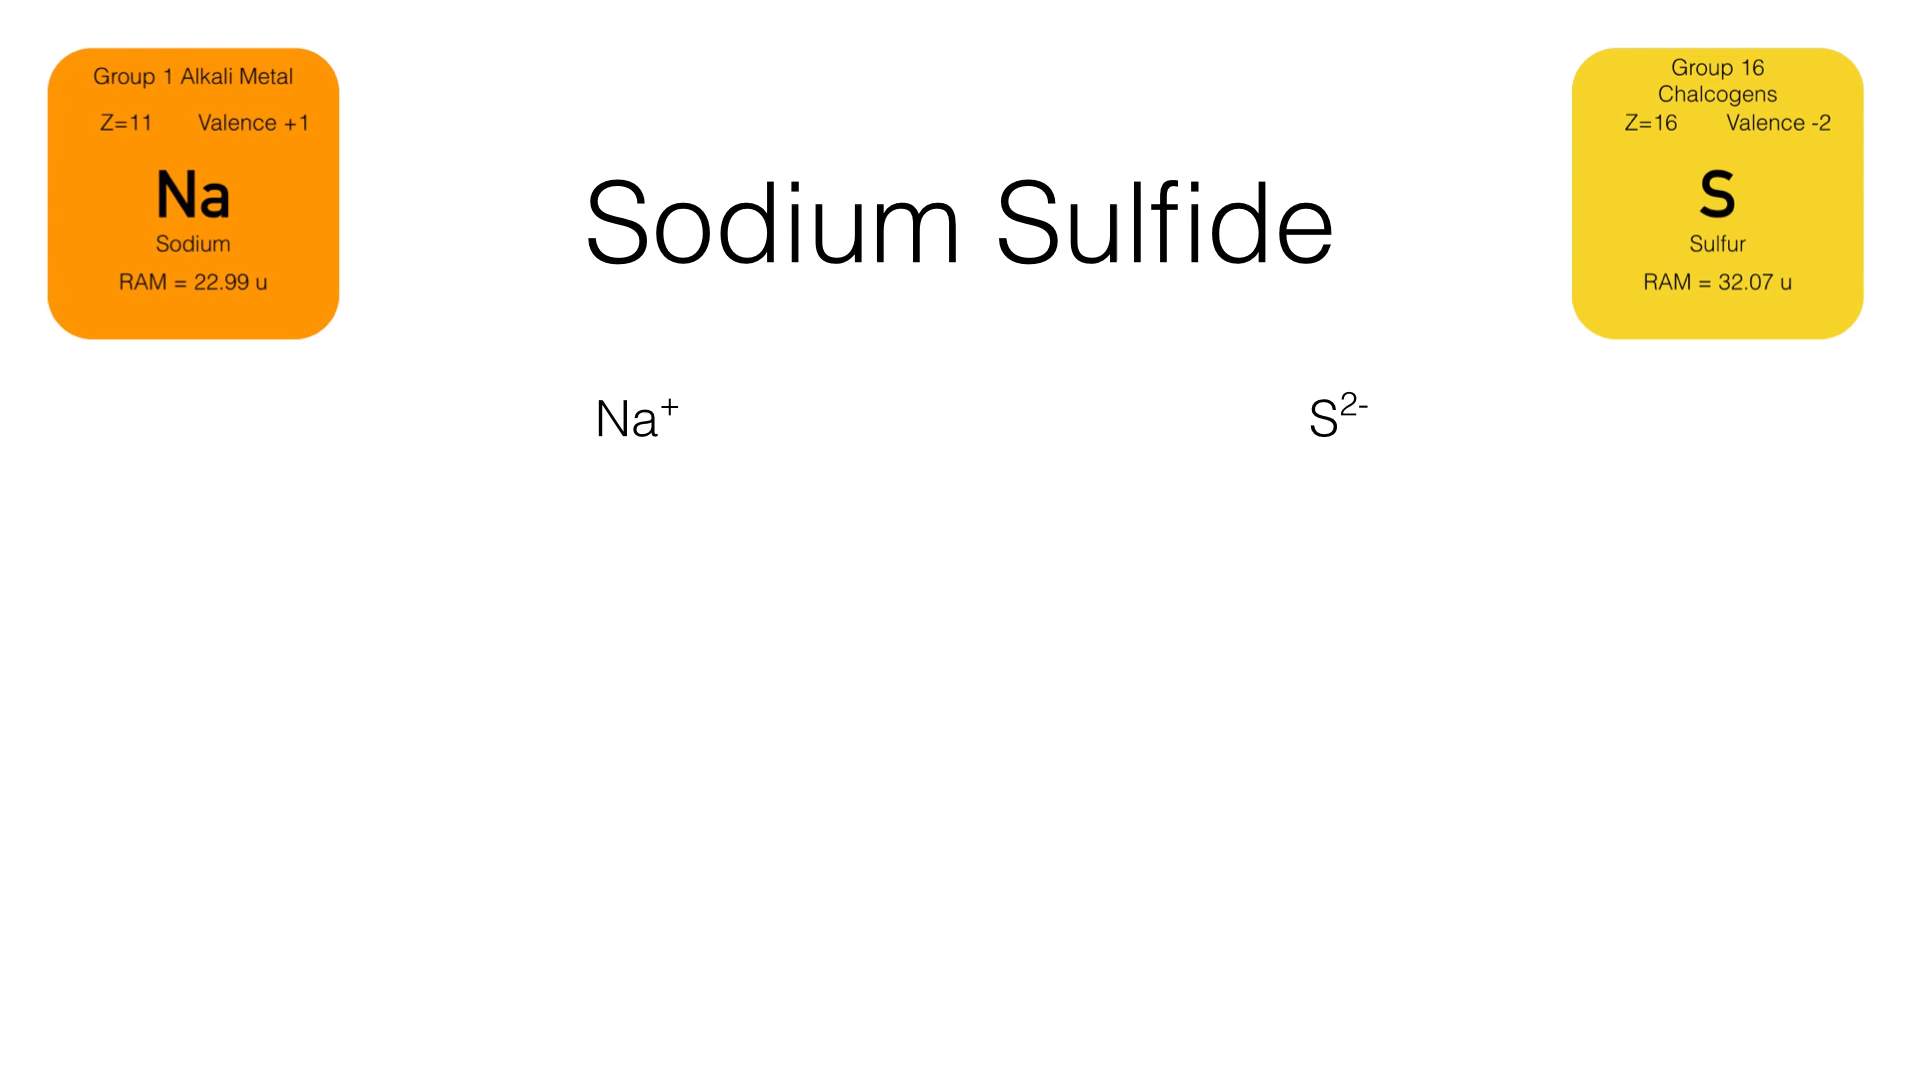 Group 1 Alkali Metal
Z=11 Valence +1
Na
Sodium
RAM = 22.99 u
Sodium Sulfide
Group 16
Chalcogens
Z=16 Valence -2
S
Sulfur
RAM = 32.07 u
Na⁺ S²⁻